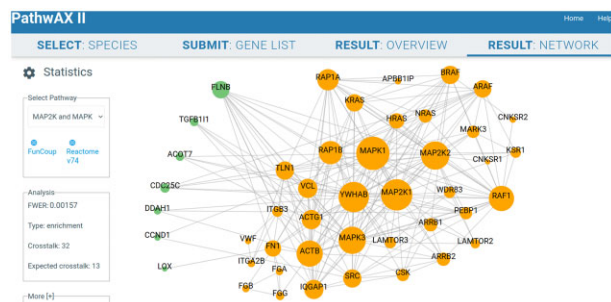 PathwAX II
Home Help
SELECT: SPECIES SUBMIT: GENE LIST RESULT: OVERVIEW RESULT: NETWORK
Statistics
Select Pathway
MAP2K and MAPK
FunCoup Reactome
v74
Analysis
FWER: 0.00157
Type: enrichment
Crosstalk: 32
Expected crosstalk: 13
More [+]
FLNB
TGFB1I1
ACOT7
CDC25C
DDAH1
CCND1
LOX
RAP1A
APBB1IP
BRAF
ARAF
KRAS
HRAS
NRAS
CNKSR2
MARK3
RAP1B
MAPK1
MAP2K2
KSR1
CNKSR1
TLN1
VCL
YWHAB
MAP2K1
WDR83
RAF1
PEBP1
ITGB3
ACTG1
ARRB1
VWF
FN1
ACTB
MAPK3
LAMTOR3
LAMTOR2
ITGA2B
ARRB2
FGA
FGB
FGG
IQGAP1
SRC
CSK